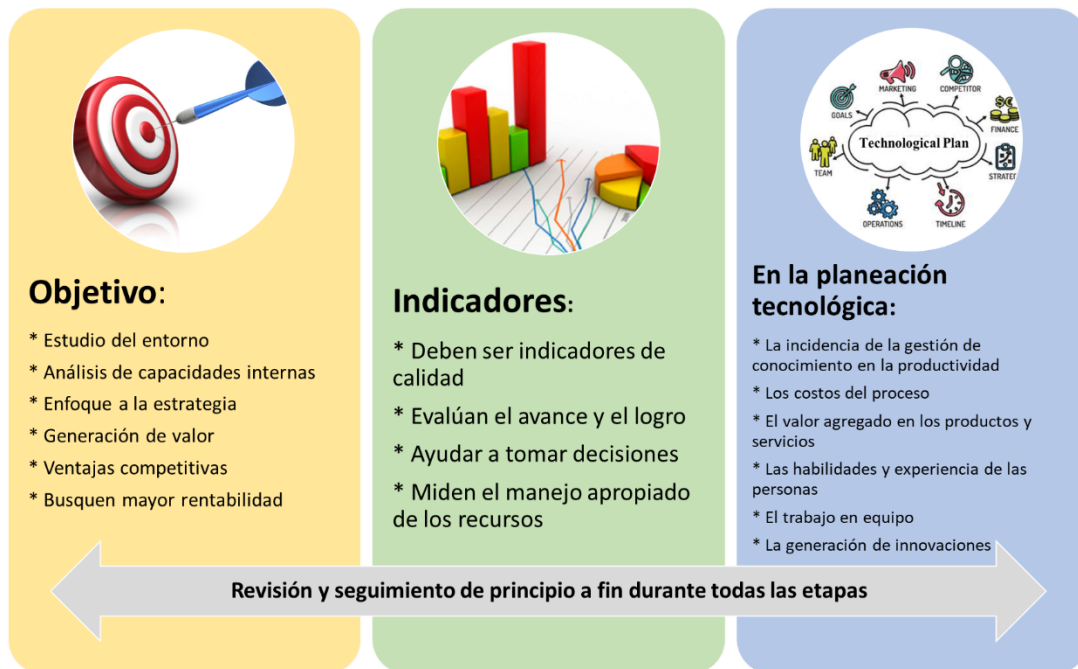 MARKETING
COMPETITOR
GOALS
FINANCE
Technological Plan
TEAM
STRATEG
OPERATIONS
TIMELINE
Objetivo:
* Estudio del entorno
* Análisis de capacidades internas
* Enfoque a la estrategia
* Generación de valor
* Ventajas competitivas
* Busquen mayor rentabilidad
Indicadores:
* Deben ser indicadores de
calidad
* Evalúan el avance y el logro
* Ayudar a tomar decisiones
* Miden el manejo apropiado
de los recursos
En la planeación
tecnológica:
* La incidencia de la gestión de
conocimiento en la productividad
* Los costos del proceso
* El valor agregado en los productos y
servicios
* Las habilidades y experiencia de las
personas
* El trabajo en equipo
* La generación de innovaciones
Revisión y seguimiento de principio a fin durante todas las etapas